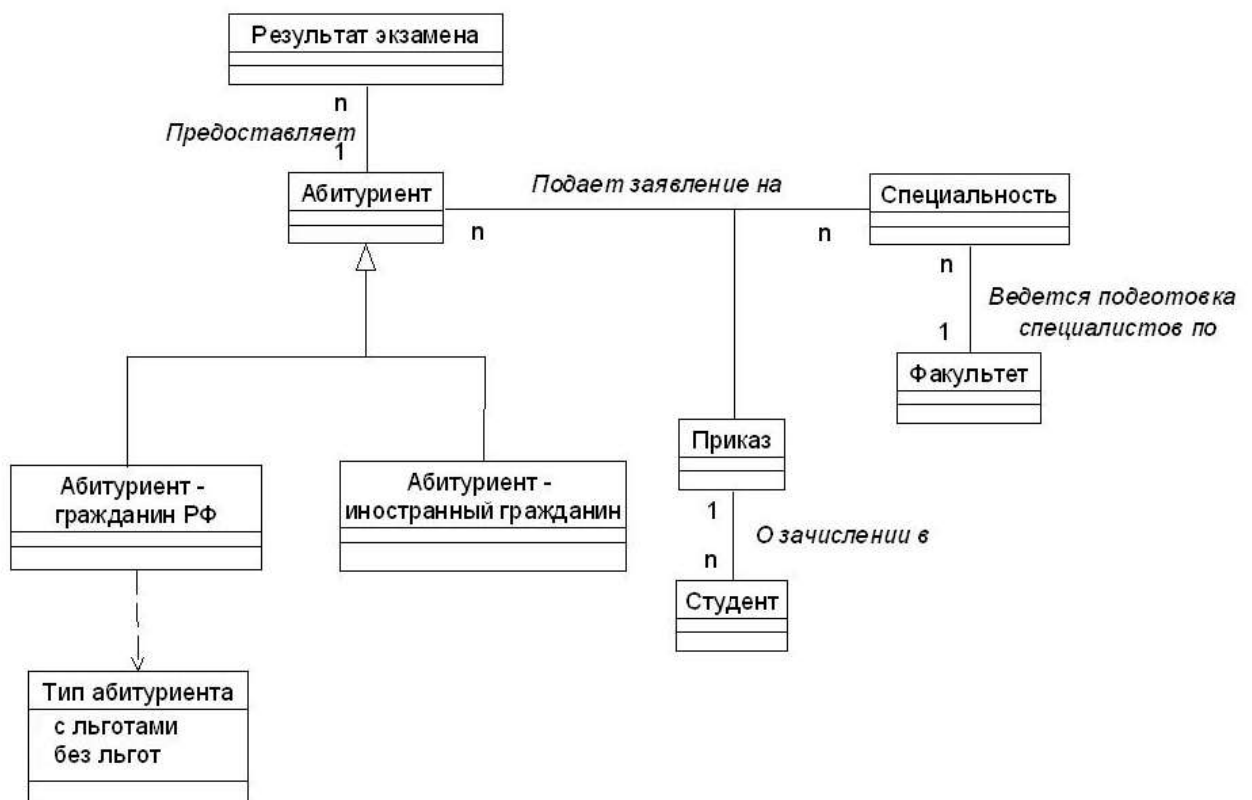 Результат экзамена
n
Предоставляет
1
Абитуриент
Подает заявление на
Специальность
n
n
n
Ведется подготовка
специалистов по
1
Факультет
Приказ
Абитуриент -
гражданин РФ
Абитуриент -
иностранный гражданин
1
О зачислении в
n
Студент
Тип абитуриента
с льготами
без льгот